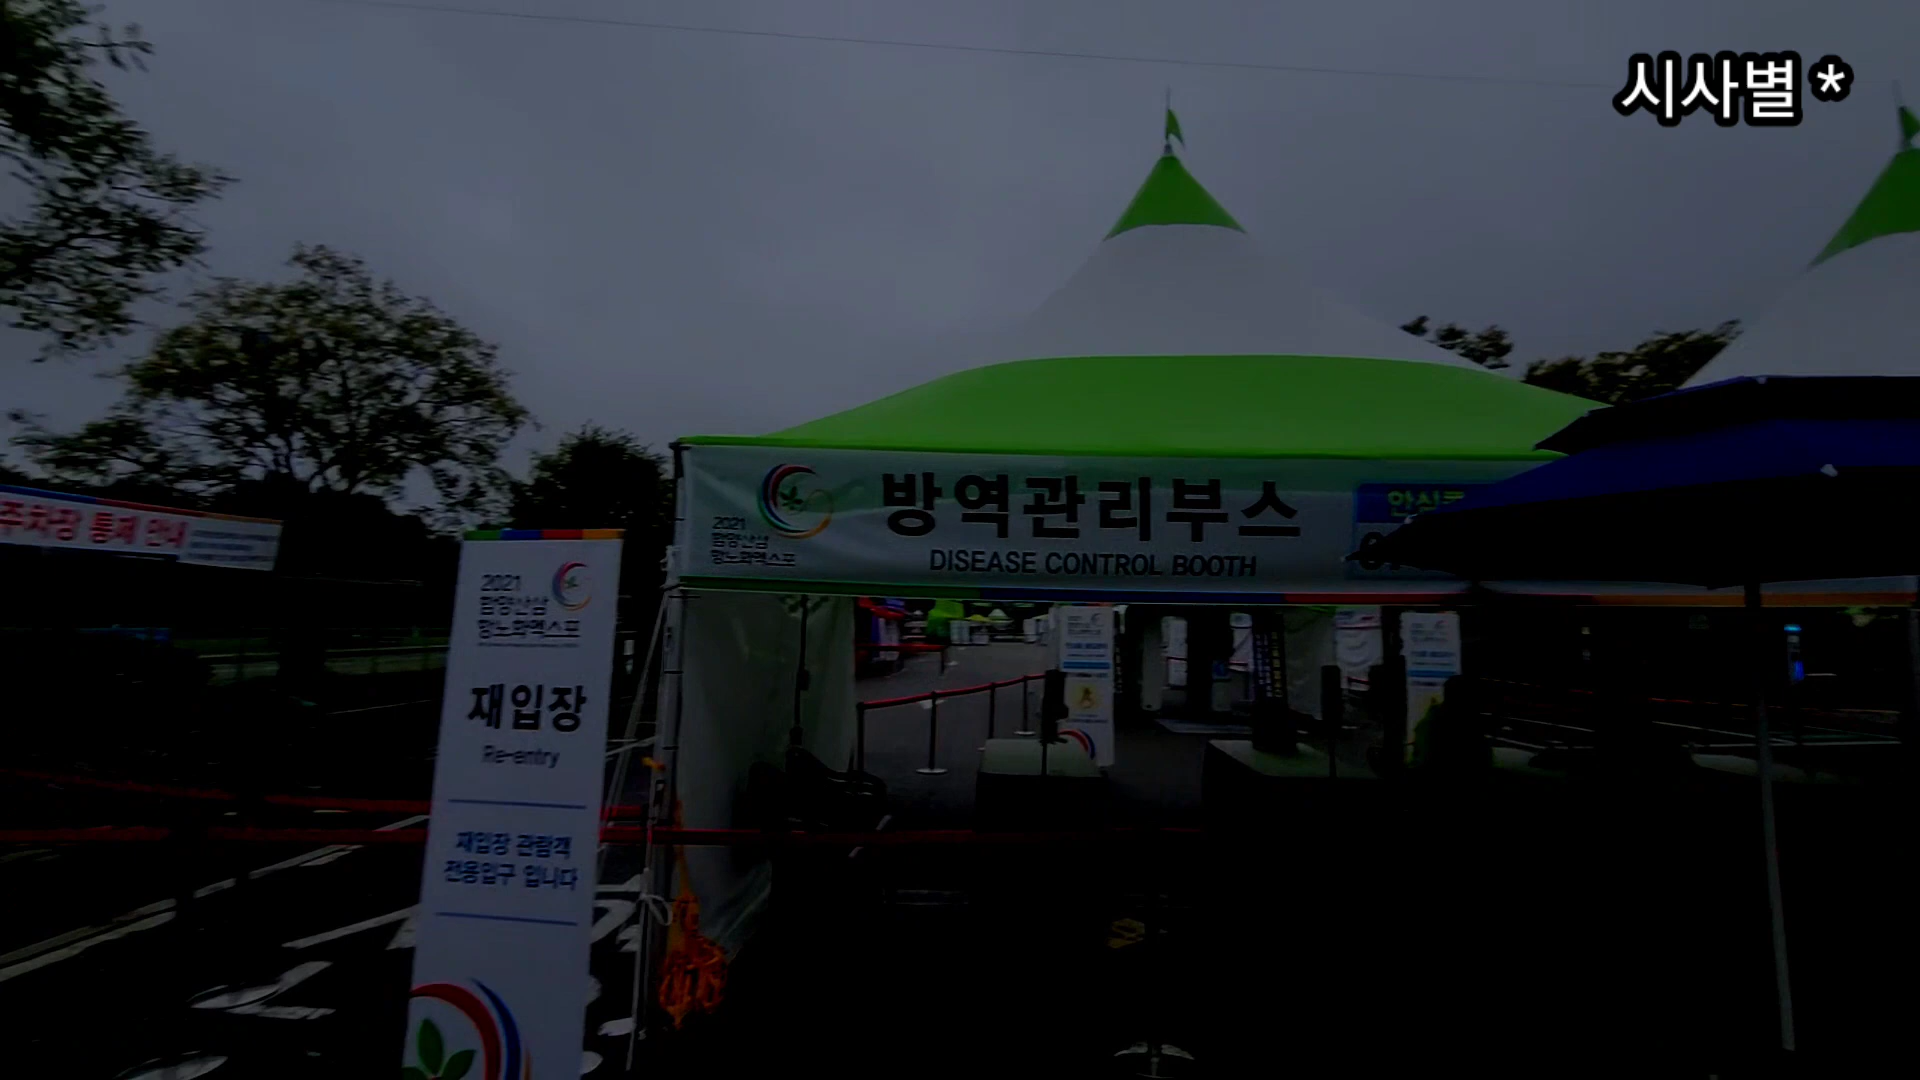 시사별 *
주차장 통제 안내
2021
함양산삼
항노화엑스포
방역관리부스
DISEASE CONTROL BOOTH
2021
함양산삼
항노화엑스포
재입장
Re-entry
재입장 관람객
전용입구 입니다